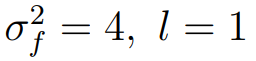 σ_f^2 = 4, l = 1